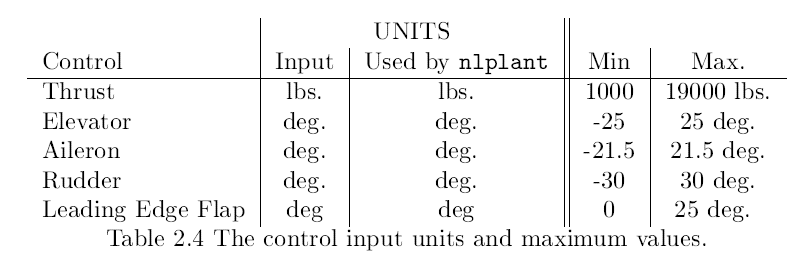 UNITS
Control Input Used by nlplant Min Max.
Thrust lbs. lbs. 1000 19000 lbs.
Elevator deg. deg. -25 25 deg.
Aileron deg. deg. -21.5 21.5 deg.
Rudder deg. deg. -30 30 deg.
Leading Edge Flap deg deg 0 25 deg.
Table 2.4 The control input units and maximum values.